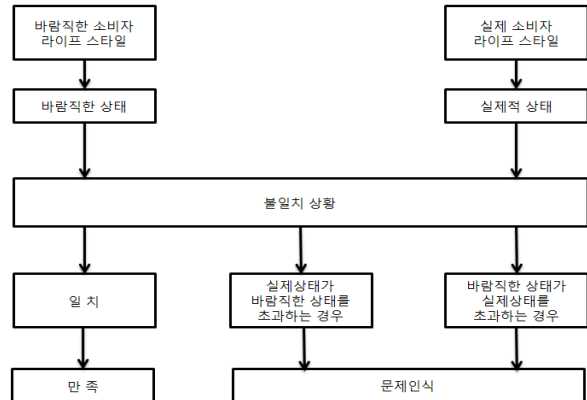 바람직한 소비자
라이프 스타일
실제 소비자
라이프 스타일
바람직한 상태
실제적 상태
불일치 상황
일 치
실제상태가
바람직한 상태를
초과하는 경우
바람직한 상태가
실제상태를
초과하는 경우
만 족
문제인식